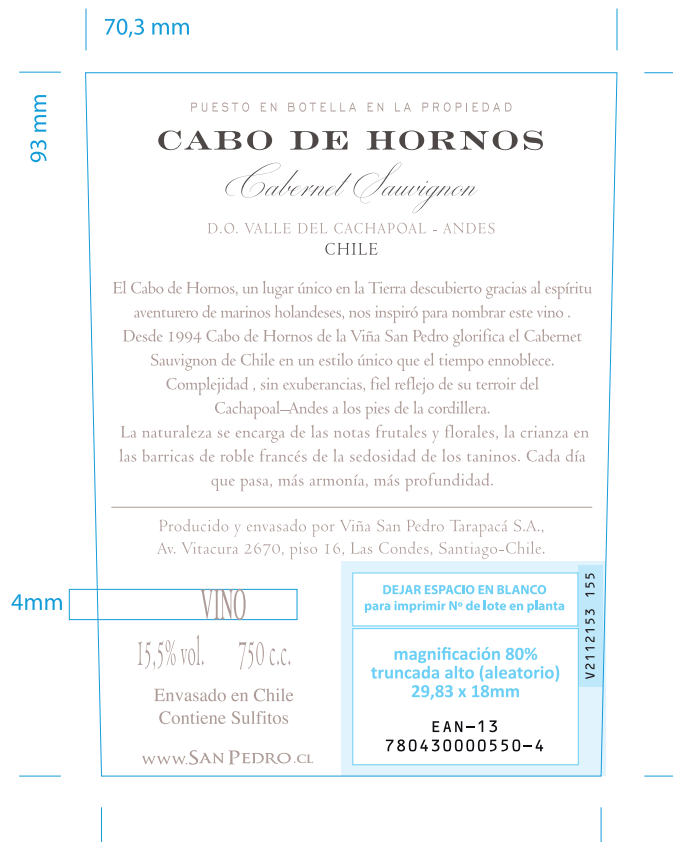 70,3 mm
93 mm
PUESTO EN BOTELLA EN LA PROPIEDAD
CABO DE HORNOS
Cabernet Sauvignon
D.O. VALLE DEL CACHAPOAL - ANDES
CHILE
El Cabo de Hornos, un lugar único en la Tierra descubierto gracias al espíritu
aventurero de marinos holandeses, nos inspiró para nombrar este vino .
Desde 1994 Cabo de Hornos de la Viña San Pedro glorifica el Cabernet
Sauvignon de Chile en un estilo único que el tiempo ennoblece.
Complejidad , sin exuberancias, fiel reflejo de su terroir del
Cachapoal–Andes a los pies de la cordillera.
La naturaleza se encarga de las notas frutales y florales, la crianza en
las barricas de roble francés de la sedosidad de los taninos. Cada día
que pasa, más armonía, más profundidad.
Producido y envasado por Viña San Pedro Tarapacá S.A.,
Av. Vitacura 2670, piso 16, Las Condes, Santiago-Chile.
4mm
VINO
15,5% vol. 750 c.c.
Envasado en Chile
Contiene Sulfitos
WWW.SAN PEDRO.CL
DEJAR ESPACIO EN BLANCO
para imprimir Nº de lote en planta
magnificación 80%
truncada alto (aleatorio)
29,83 x 18mm
EAN-13
780430000550-4
V2112153 155